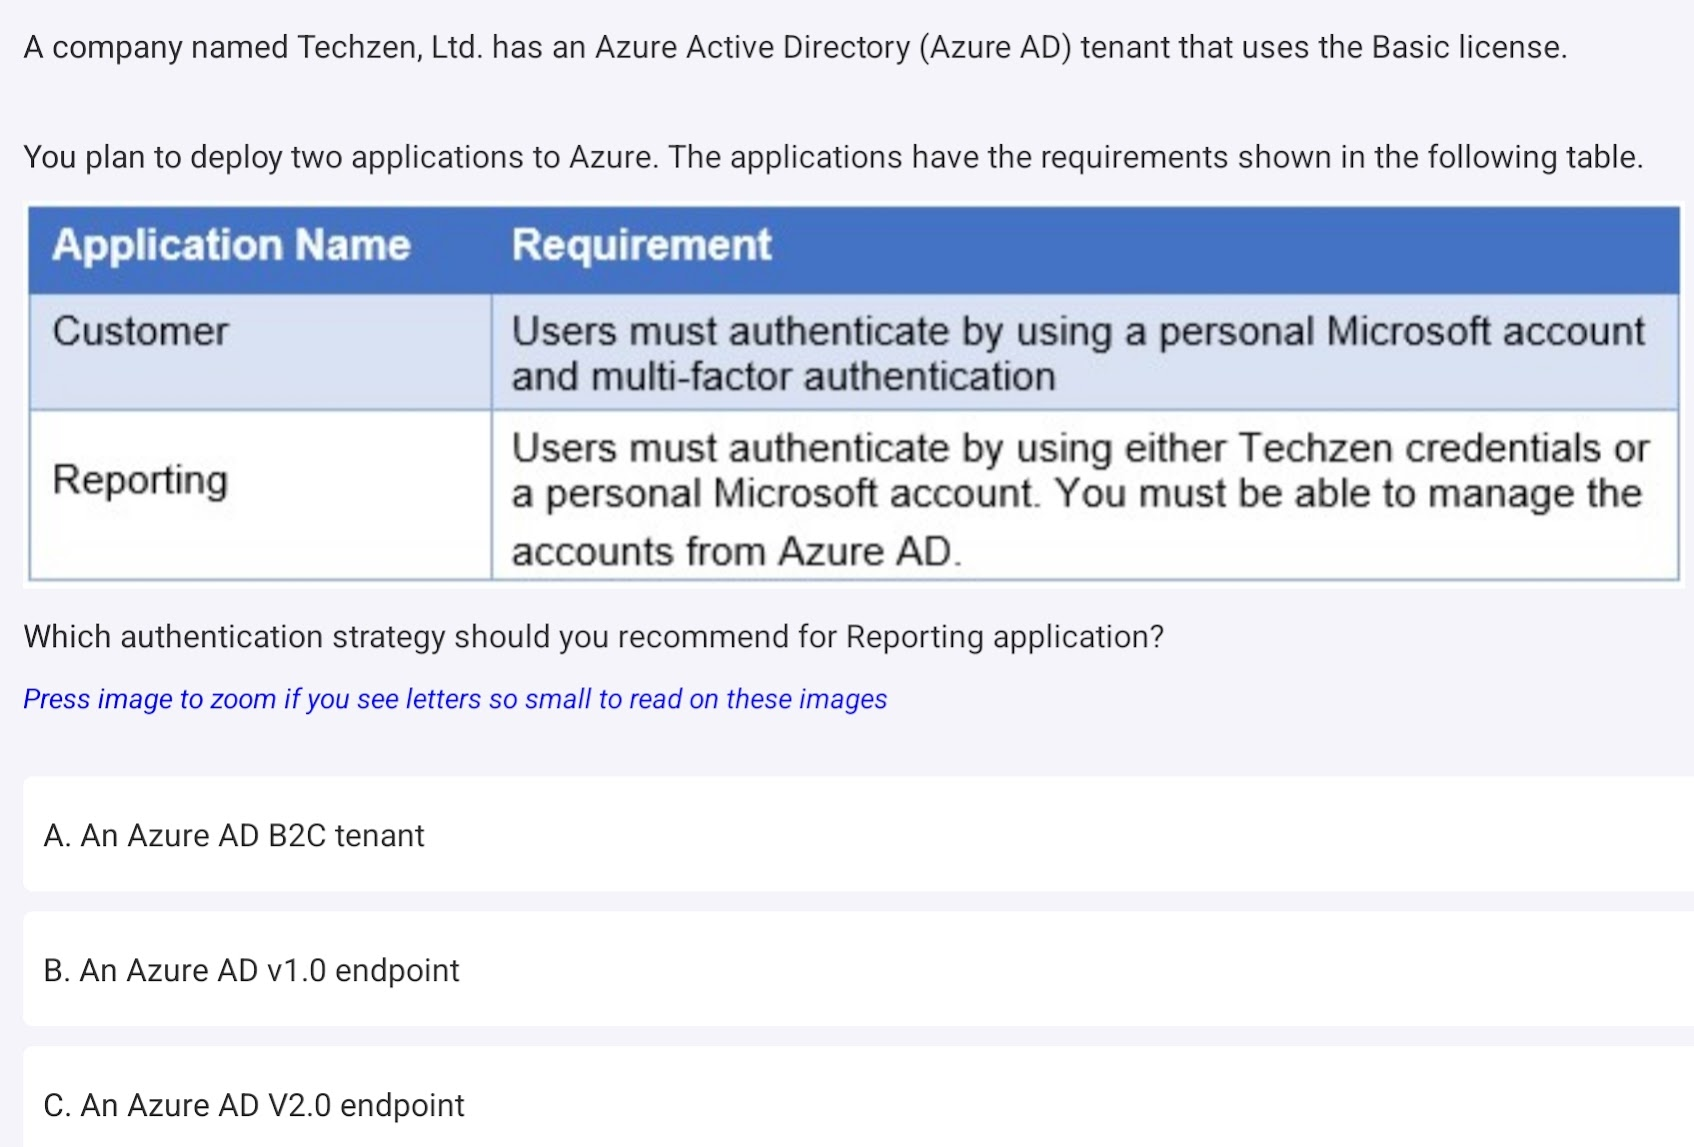 A company named Techzen, Ltd. has an Azure Active Directory (Azure AD) tenant that uses the Basic license.
You plan to deploy two applications to Azure. The applications have the requirements shown in the following table.
Application Name Requirement
Customer
Users must authenticate by using a personal Microsoft account
and multi-factor authentication
Reporting
Users must authenticate by using either Techzen credentials or
a personal Microsoft account. You must be able to manage the
accounts from Azure AD.
Which authentication strategy should you recommend for Reporting application?
Press image to zoom if you see letters so small to read on these images
A. An Azure AD B2C tenant
B. An Azure AD v1.0 endpoint
C. An Azure AD V2.0 endpoint